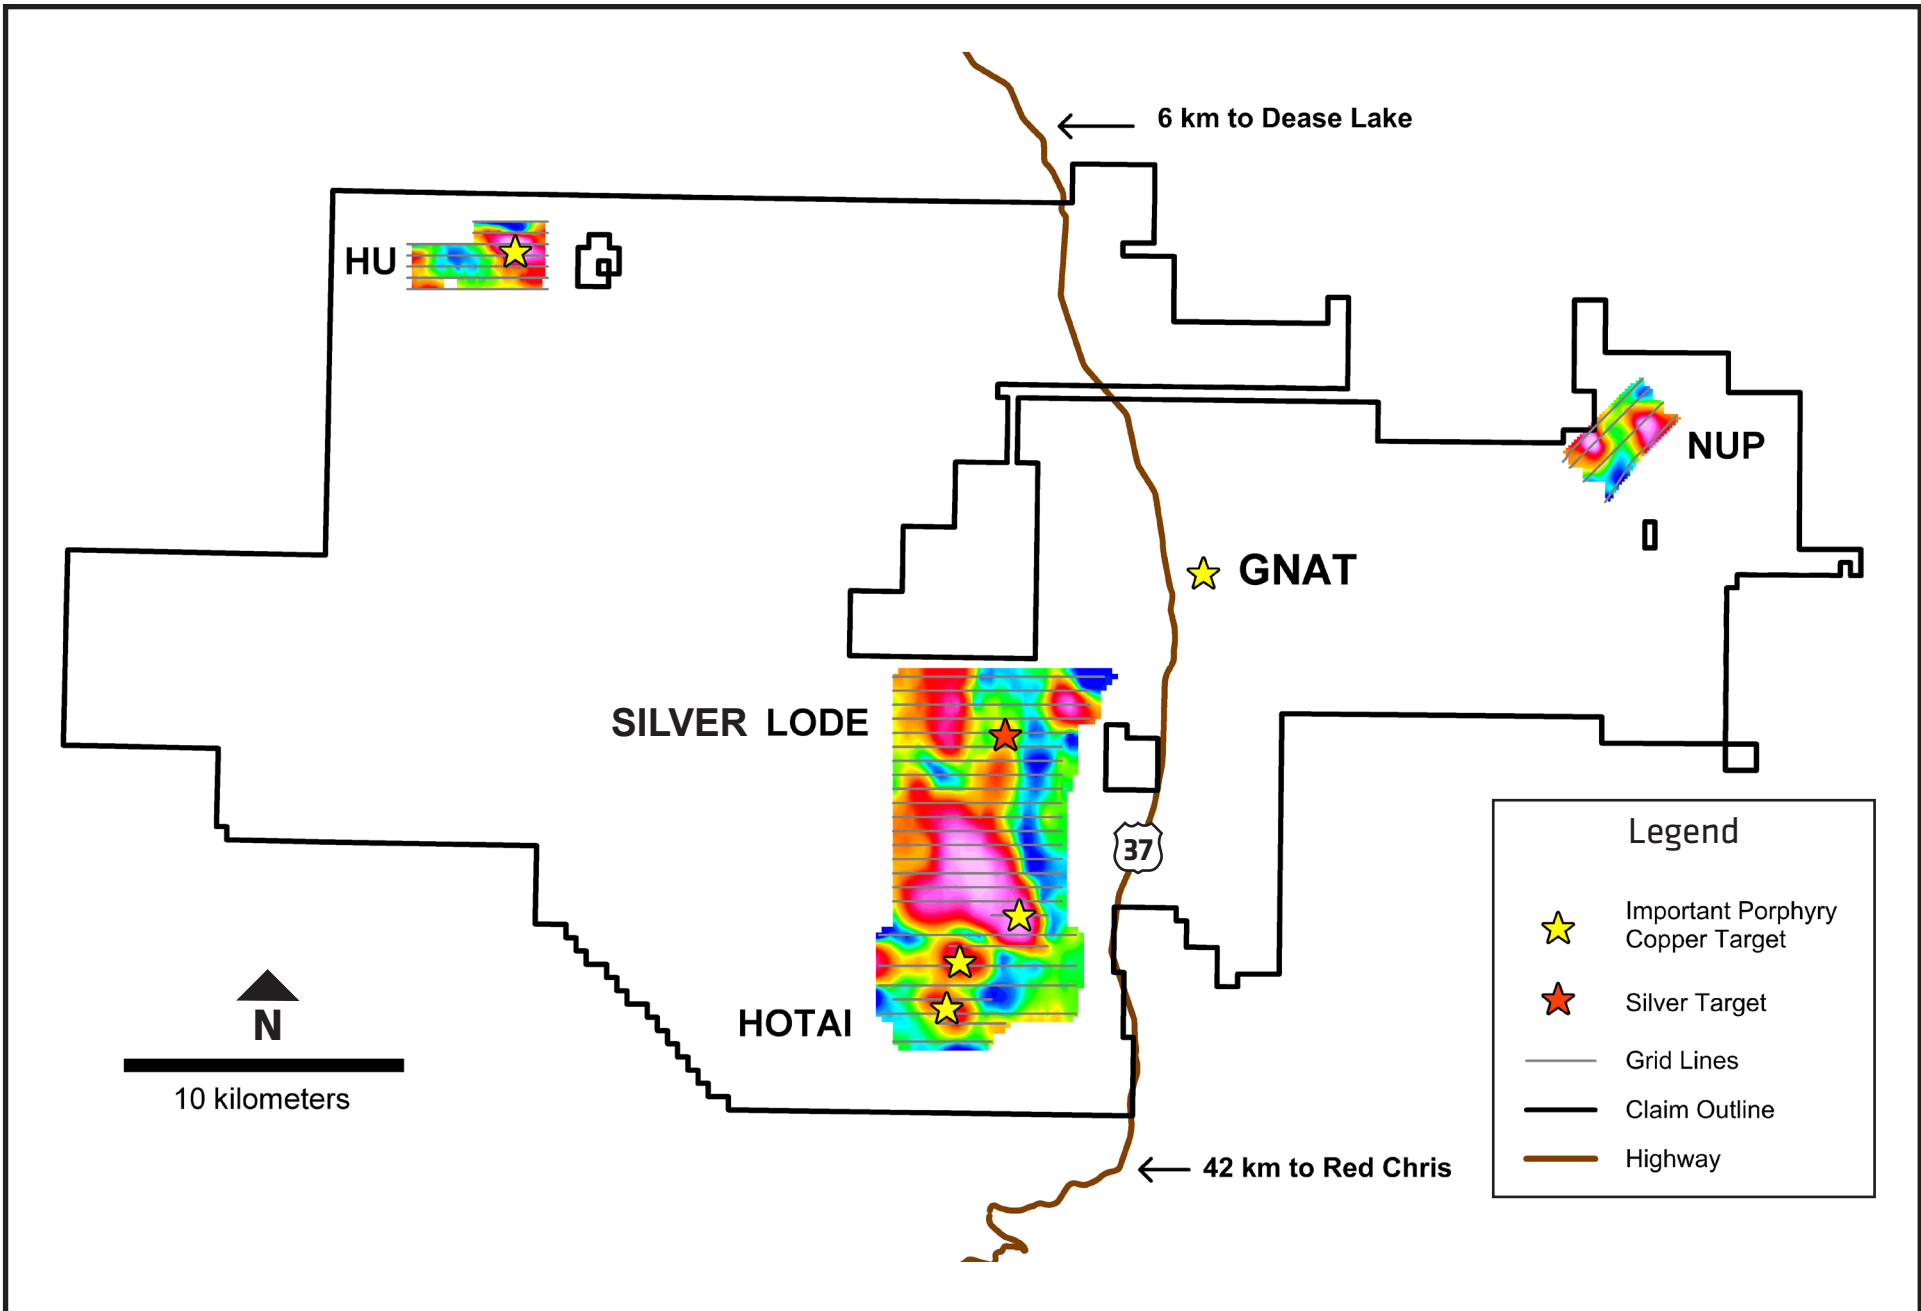 6 km to Dease Lake
HU
NUP
GNAT
SILVER LODE
37
HOTAI
N
10 kilometers
42 km to Red Chris
Legend
Important Porphyry
Copper Target
Silver Target
Grid Lines
Claim Outline
Highway